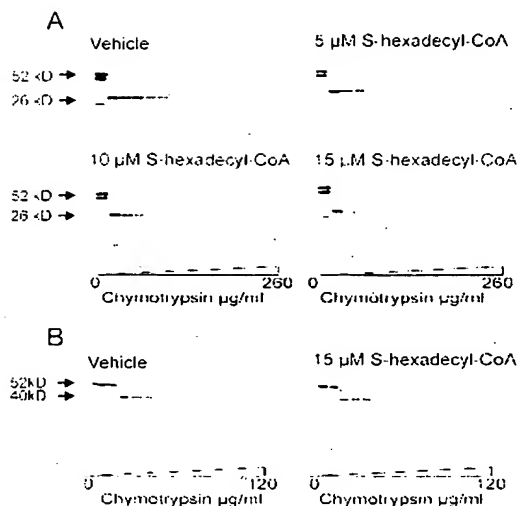 A
Vehicle
5 µM S-hexadecyl-CoA
52 kD
26 kD
10 µM S-hexadecyl-CoA
15 µM S-hexadecyl-CoA
52 kD
26 kD
0 260
Chymotrypsin µg/ml
0 260
Chymotrypsin µg/ml
B
Vehicle
15 µM S-hexadecyl-CoA
52kD
40kD
0 120
Chymotrypsin µg/ml
0 120
Chymotrypsin µg/ml